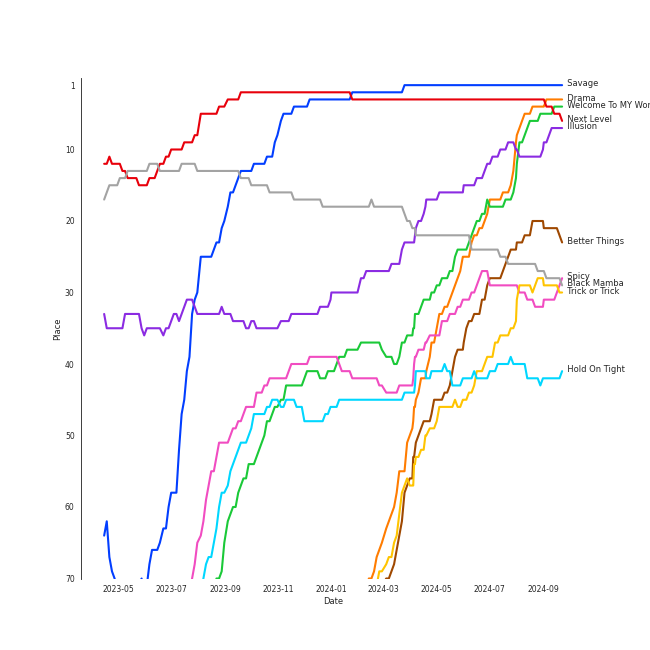 1
10
20
30
40
50
60
70
Place
2023-05
2023-07
2023-09
2023-11
2024-01
2024-03
2024-05
2024-07
2024-09
Date
Savage
Drama
Welcome To MY Wor
Next Level
Illusion
Better Things
Spicy
Black Mamba
Trick or Trick
Hold On Tight